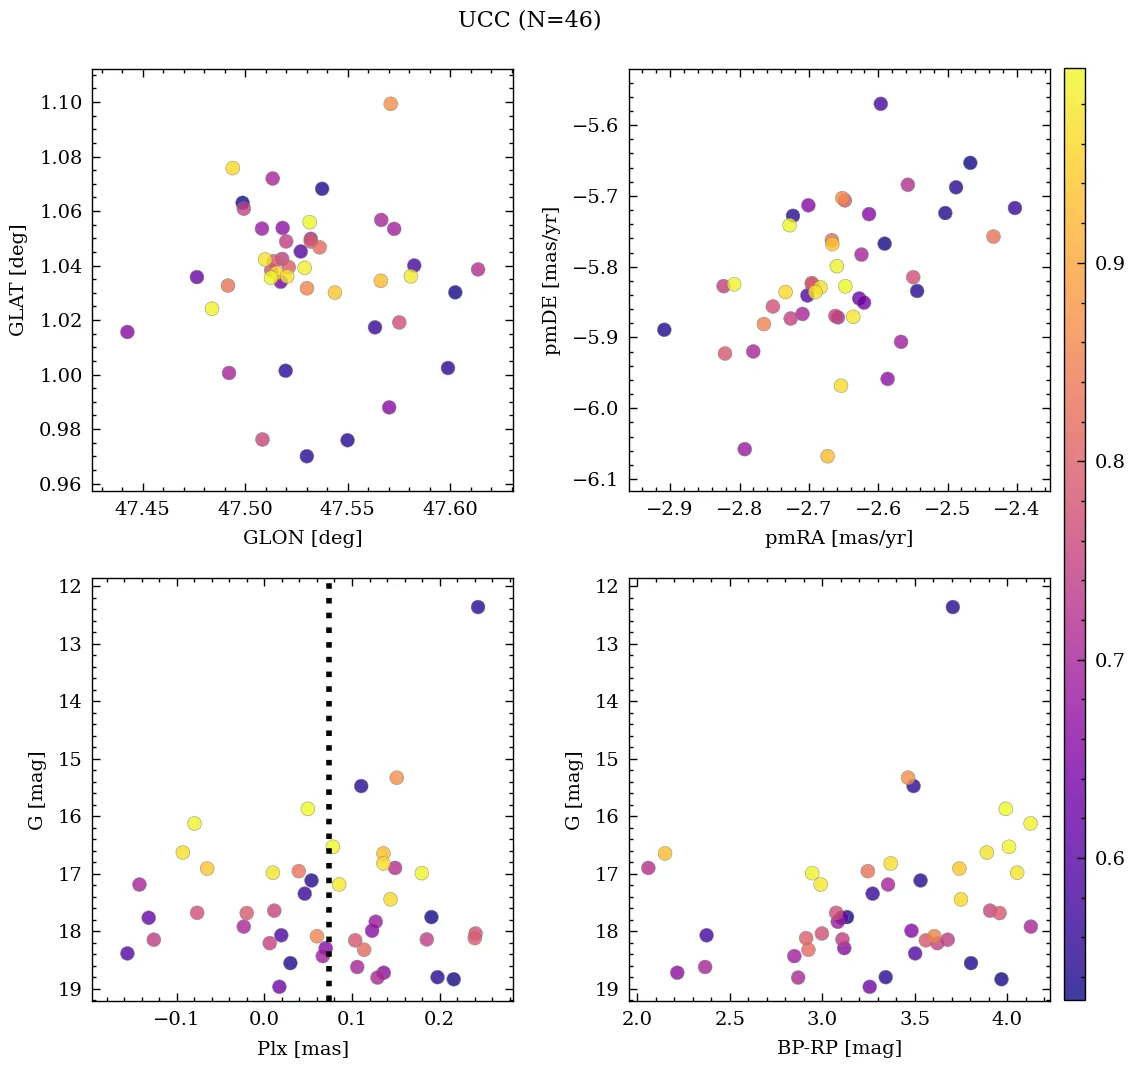 UCC (N=46)
1.10
1.08
1.06
1.04
1.02
1.00
0.98
0.96
GLAT [deg]
47.45 47.50 47.55 47.60
GLON [deg]
−5.6
−5.7
−5.8
−5.9
−6.0
−6.1
pmDE [mas/yr]
−2.9 −2.8 −2.7 −2.6 −2.5 −2.4
pmRA [mas/yr]
12
13
14
15
16
17
18
19
G [mag]
−0.1 0.0 0.1 0.2
Plx [mas]
12
13
14
15
16
17
18
19
G [mag]
2.0 2.5 3.0 3.5 4.0
BP-RP [mag]
0.9
0.8
0.7
0.6